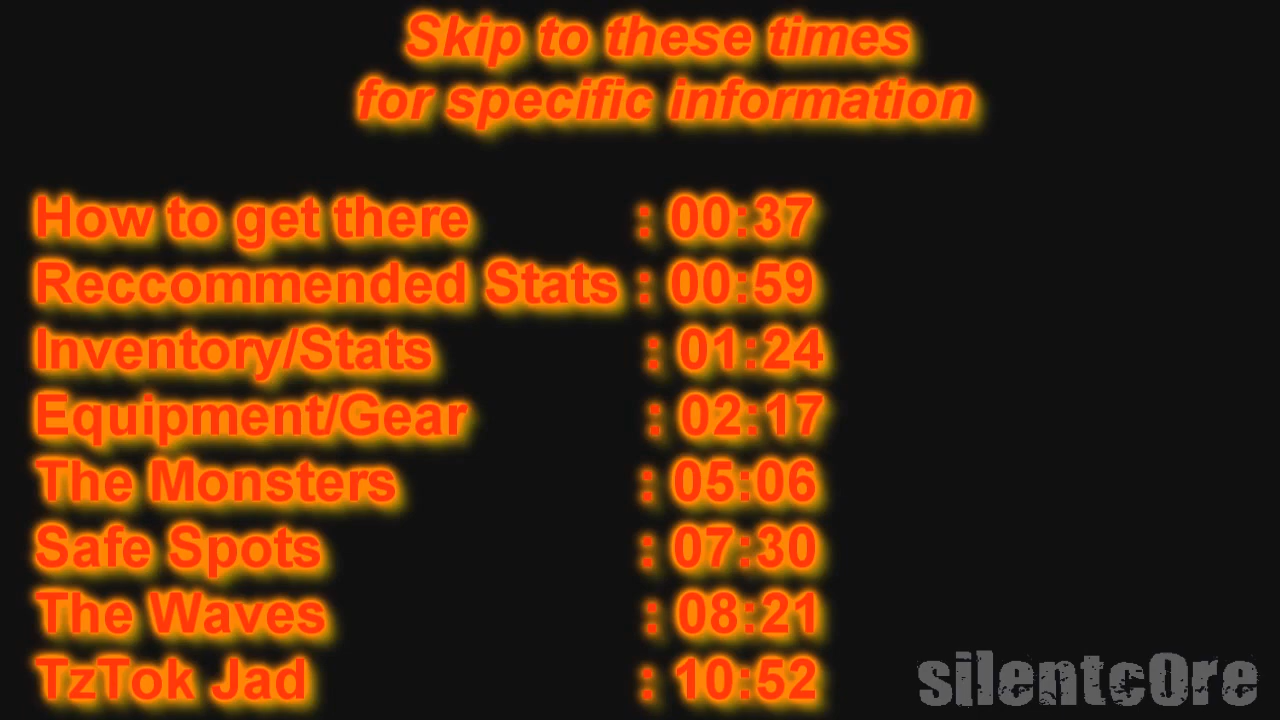 Skip to these times
for specific information
How to get there : 00:37
Reccommended Stats : 00:59
Inventory/Stats : 01:24
Equipment/Gear : 02:17
The Monsters : 05:06
Safe Spots : 07:30
The Waves : 08:21
TzTok Jad : 10:52
silentc0re